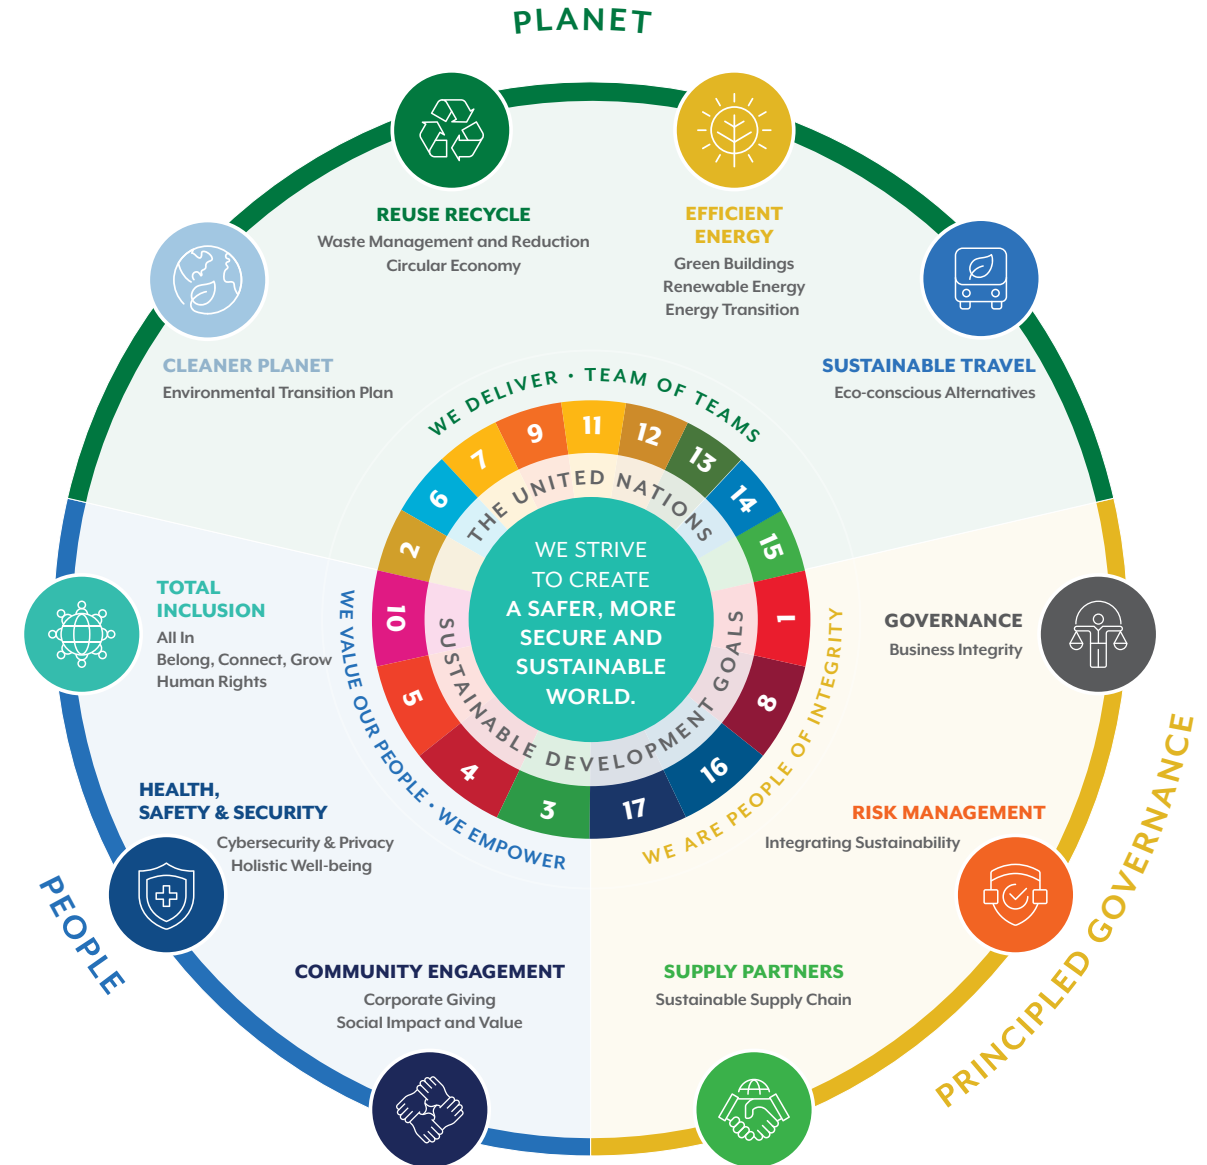 PLANET
REUSE RECYCLE
Waste Management and Reduction
Circular Economy
EFFICIENT
ENERGY
Green Buildings
Renewable Energy
Energy Transition
CLEANER PLANET
Environmental Transition Plan
SUSTAINABLE TRAVEL
Eco-conscious Alternatives
WE DELIVER • TEAM OF TEAMS
2
6
7
9
11
12
13
14
15
THE UNITED NATIONS
SUSTAINABLE DEVELOPMENT GOALS
WE STRIVE
TO CREATE
A SAFER, MORE
SECURE AND
SUSTAINABLE
WORLD.
10
5
4
3
17
16
8
1
WE VALUE OUR PEOPLE • WE EMPOWER
WE ARE PEOPLE OF INTEGRITY
TOTAL
INCLUSION
All In
Belong, Connect, Grow
Human Rights
GOVERNANCE
Business Integrity
HEALTH,
SAFETY & SECURITY
Cybersecurity & Privacy
Holistic Well-being
RISK MANAGEMENT
Integrating Sustainability
PEOPLE
PRINCIPLED GOVERNANCE
COMMUNITY ENGAGEMENT
Corporate Giving
Social Impact and Value
SUPPLY PARTNERS
Sustainable Supply Chain